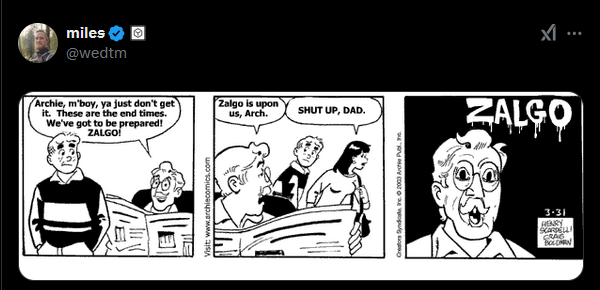 miles
@wedtm
Archie, m'boy, ya just don't get
it. These are the end times.
We've got to be prepared!
ZALGO!
Visit: www.archiecomics.com
Zalgo is upon
us, Arch.
SHUT UP, DAD.
Creators Syndicate, Inc. © 2003 Archie Publ., Inc.
ZALGO
3-31
HENRY
SCARPELLI
CRAIG
BOLDMAN